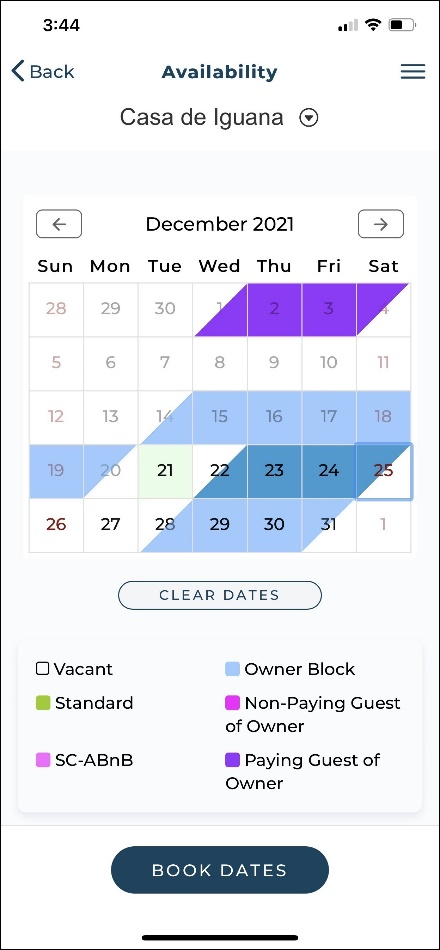 3:44
Back
Availability
Casa de Iguana
December 2021
Sun Mon Tue Wed Thu Fri Sat
28 29 30 1 2 3 4
5 6 7 8 9 10 11
12 13 14 15 16 17 18
19 20 21 22 23 24 25
26 27 28 29 30 31 1
CLEAR DATES
Vacant
Owner Block
Standard
Non-Paying Guest
of Owner
SC-ABnB
Paying Guest of
Owner
BOOK DATES